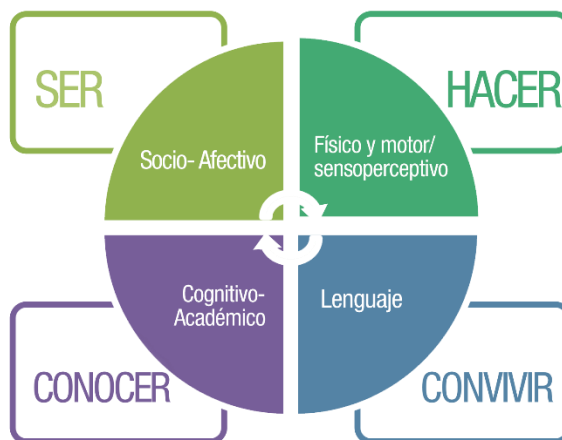 SER
HACER
Socio- Afectivo
Físico y motor/
sensoperceptivo
Cognitivo-
Académico
Lenguaje
CONOCER
CONVIVIR